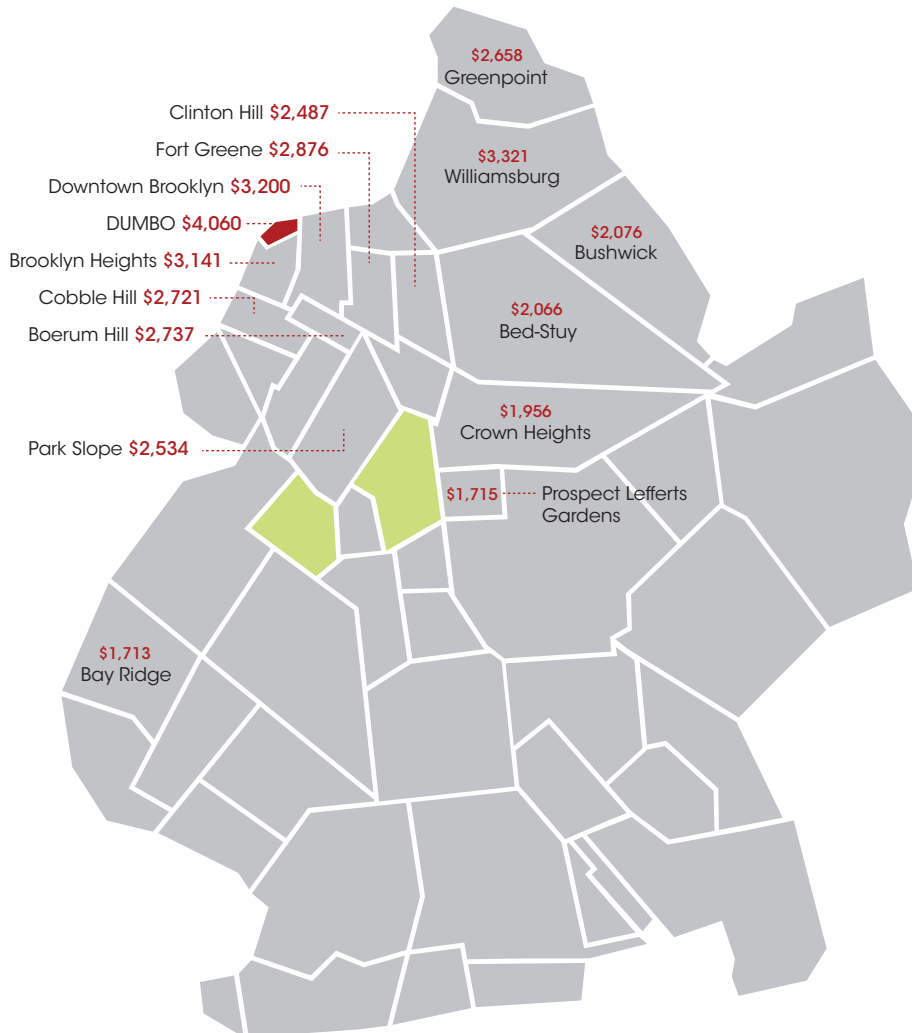 $2,658
Greenpoint
Clinton Hill $2,487
Fort Greene $2,876
$3,321
Williamsburg
Downtown Brooklyn $3,200
DUMBO $4,060
$2,076
Bushwick
Brooklyn Heights $3,141
Cobble Hill $2,721
$2,066
Bed-Stuy
Boerum Hill $2,737
$1,956
Crown Heights
Park Slope $2,534
$1,715 Prospect Lefferts
Gardens
$1,713
Bay Ridge